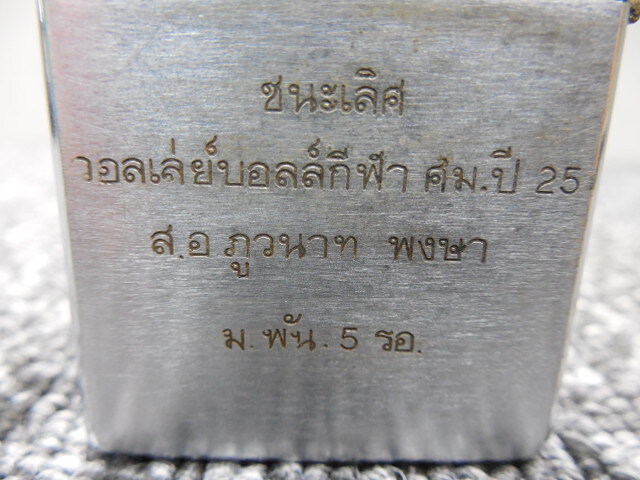 ชนะเลิศ
วอลเล่ย์บอลล์กีฬา ศม.ปี 25
ส.อ ภูวนาท พงษา
ม.พัน.5 รอ.